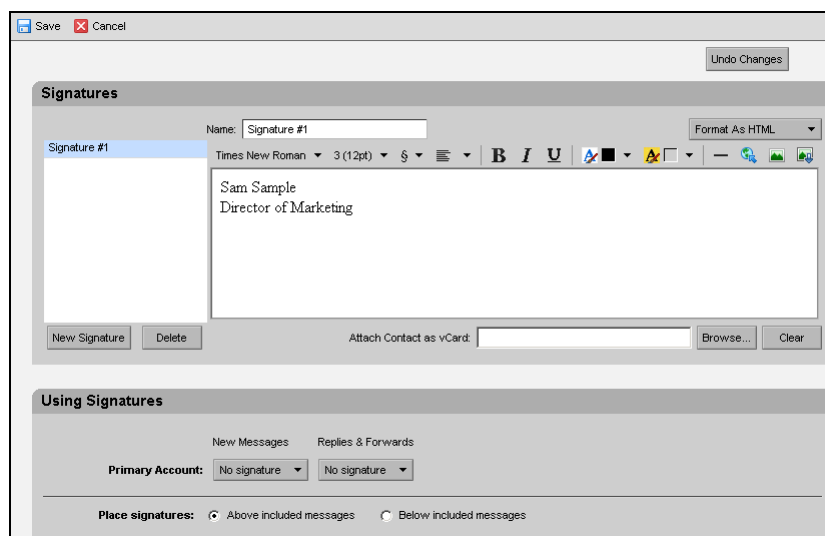 Save Cancel
Undo Changes
Signatures
Name: Signature #1 Format As HTML
Signature #1
Times New Roman 3 (12pt) § B I U
Sam Sample
Director of Marketing
New Signature Delete Attach Contact as vCard: Browse... Clear
Using Signatures
New Messages Replies & Forwards
Primary Account: No signature No signature
Place signatures: Above included messages Below included messages